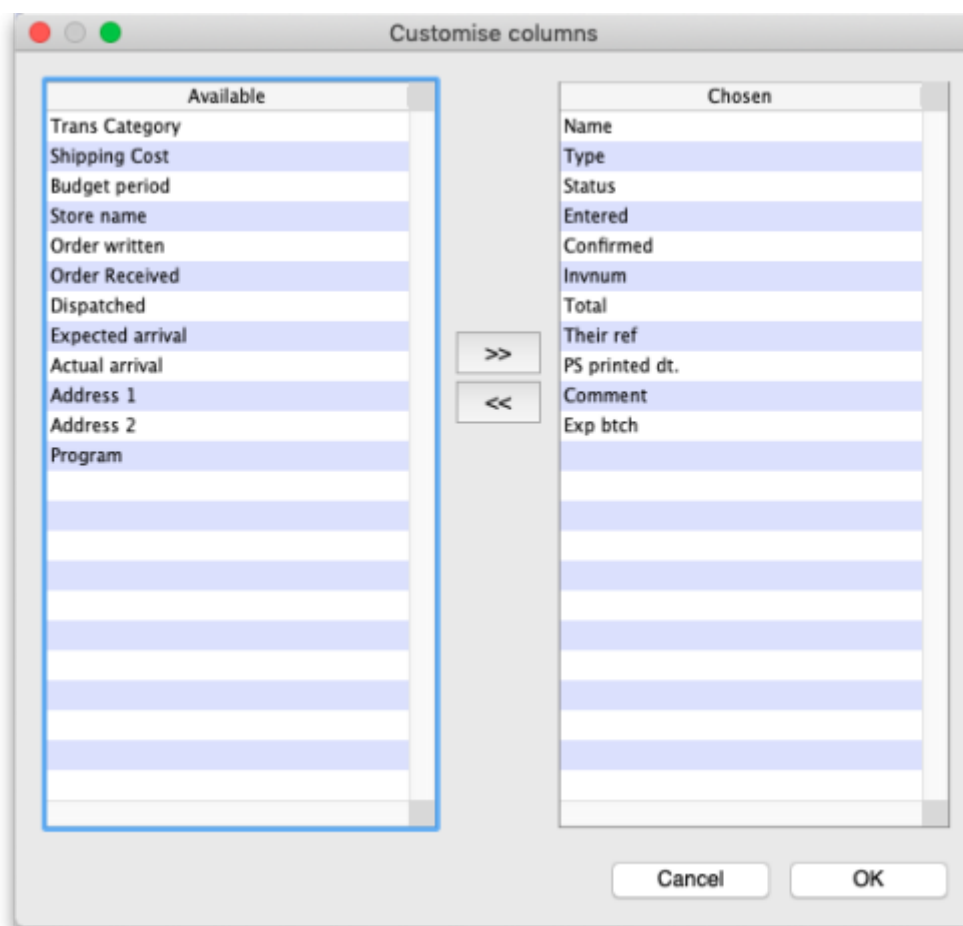 Customise columns
Available
Trans Category
Shipping Cost
Budget period
Store name
Order written
Order Received
Dispatched
Expected arrival
Actual arrival
Address 1
Address 2
Program
>>
<<
Chosen
Name
Type
Status
Entered
Confirmed
Invnum
Total
Their ref
PS printed dt.
Comment
Exp btch
Cancel
OK